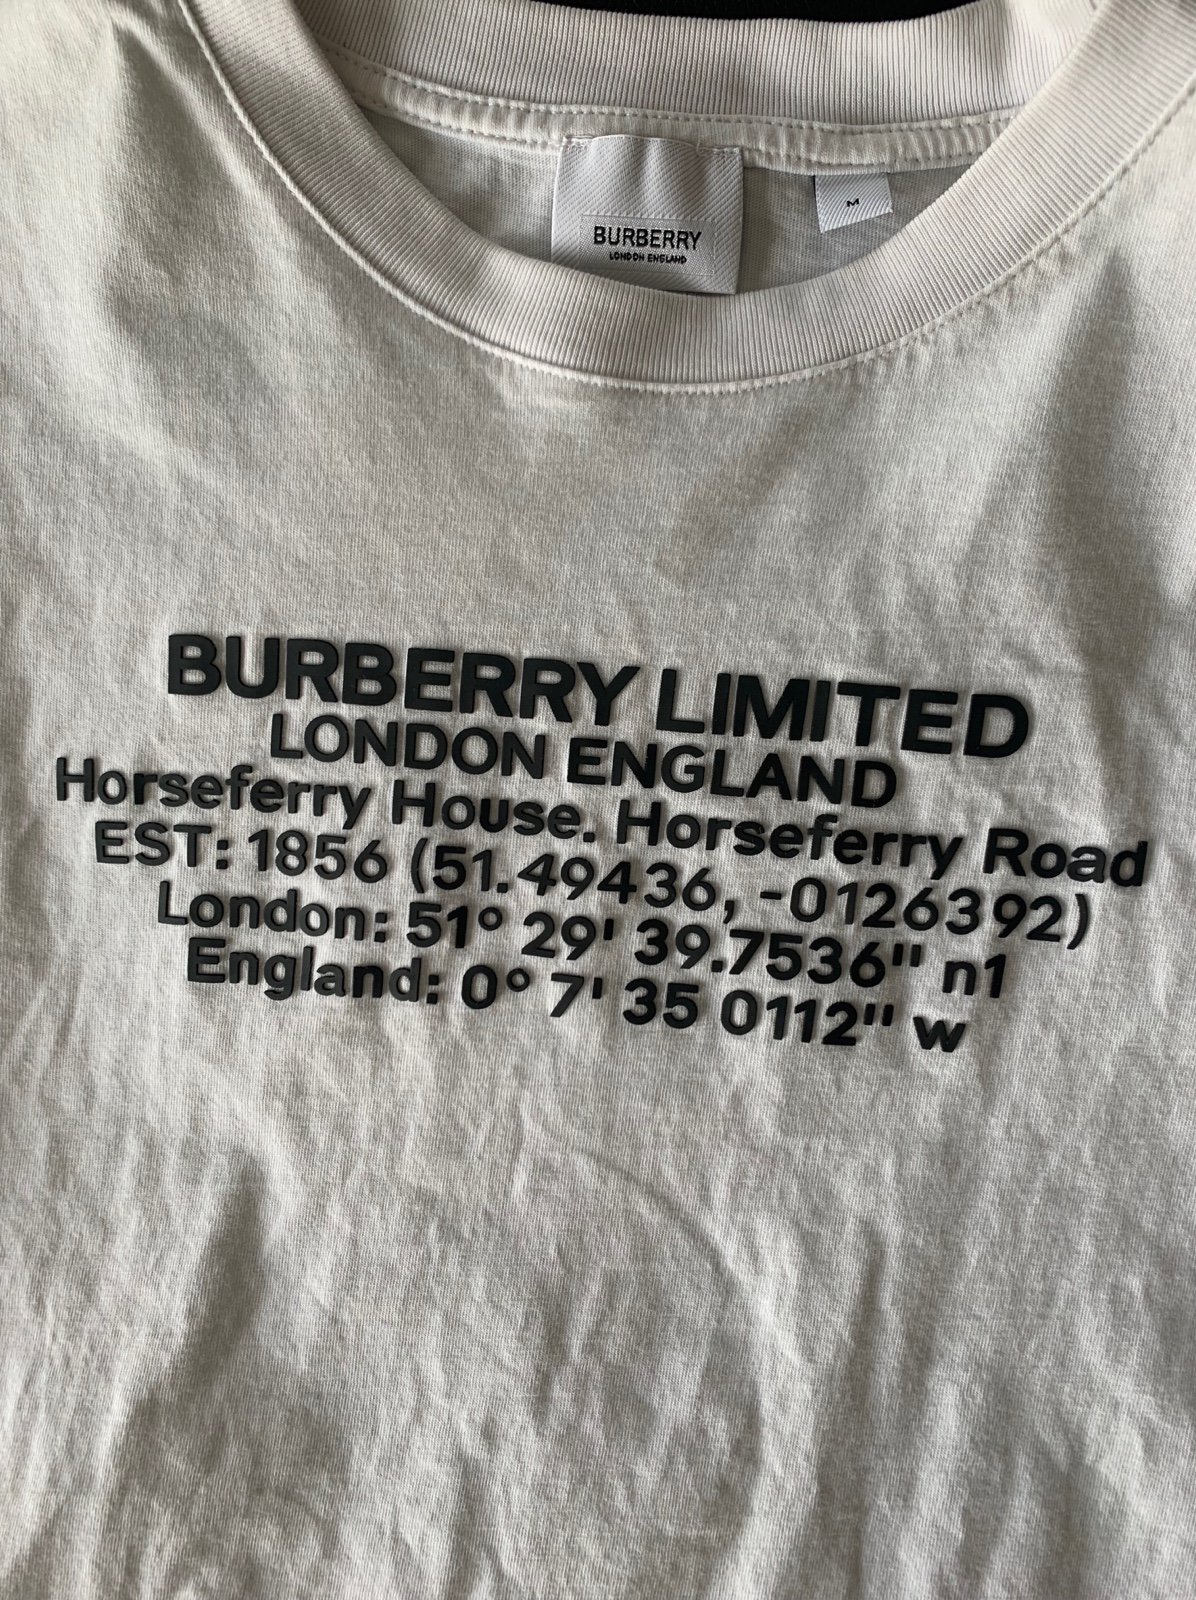 BURBERRY
LONDON ENGLAND
M
BURBERRY LIMITED
LONDON ENGLAND
Horseferry House. Horseferry Road
EST: 1856 (51.49436, -0126392)
London: 51° 29' 39.7536" n1
England: 0° 7' 35 0112" w